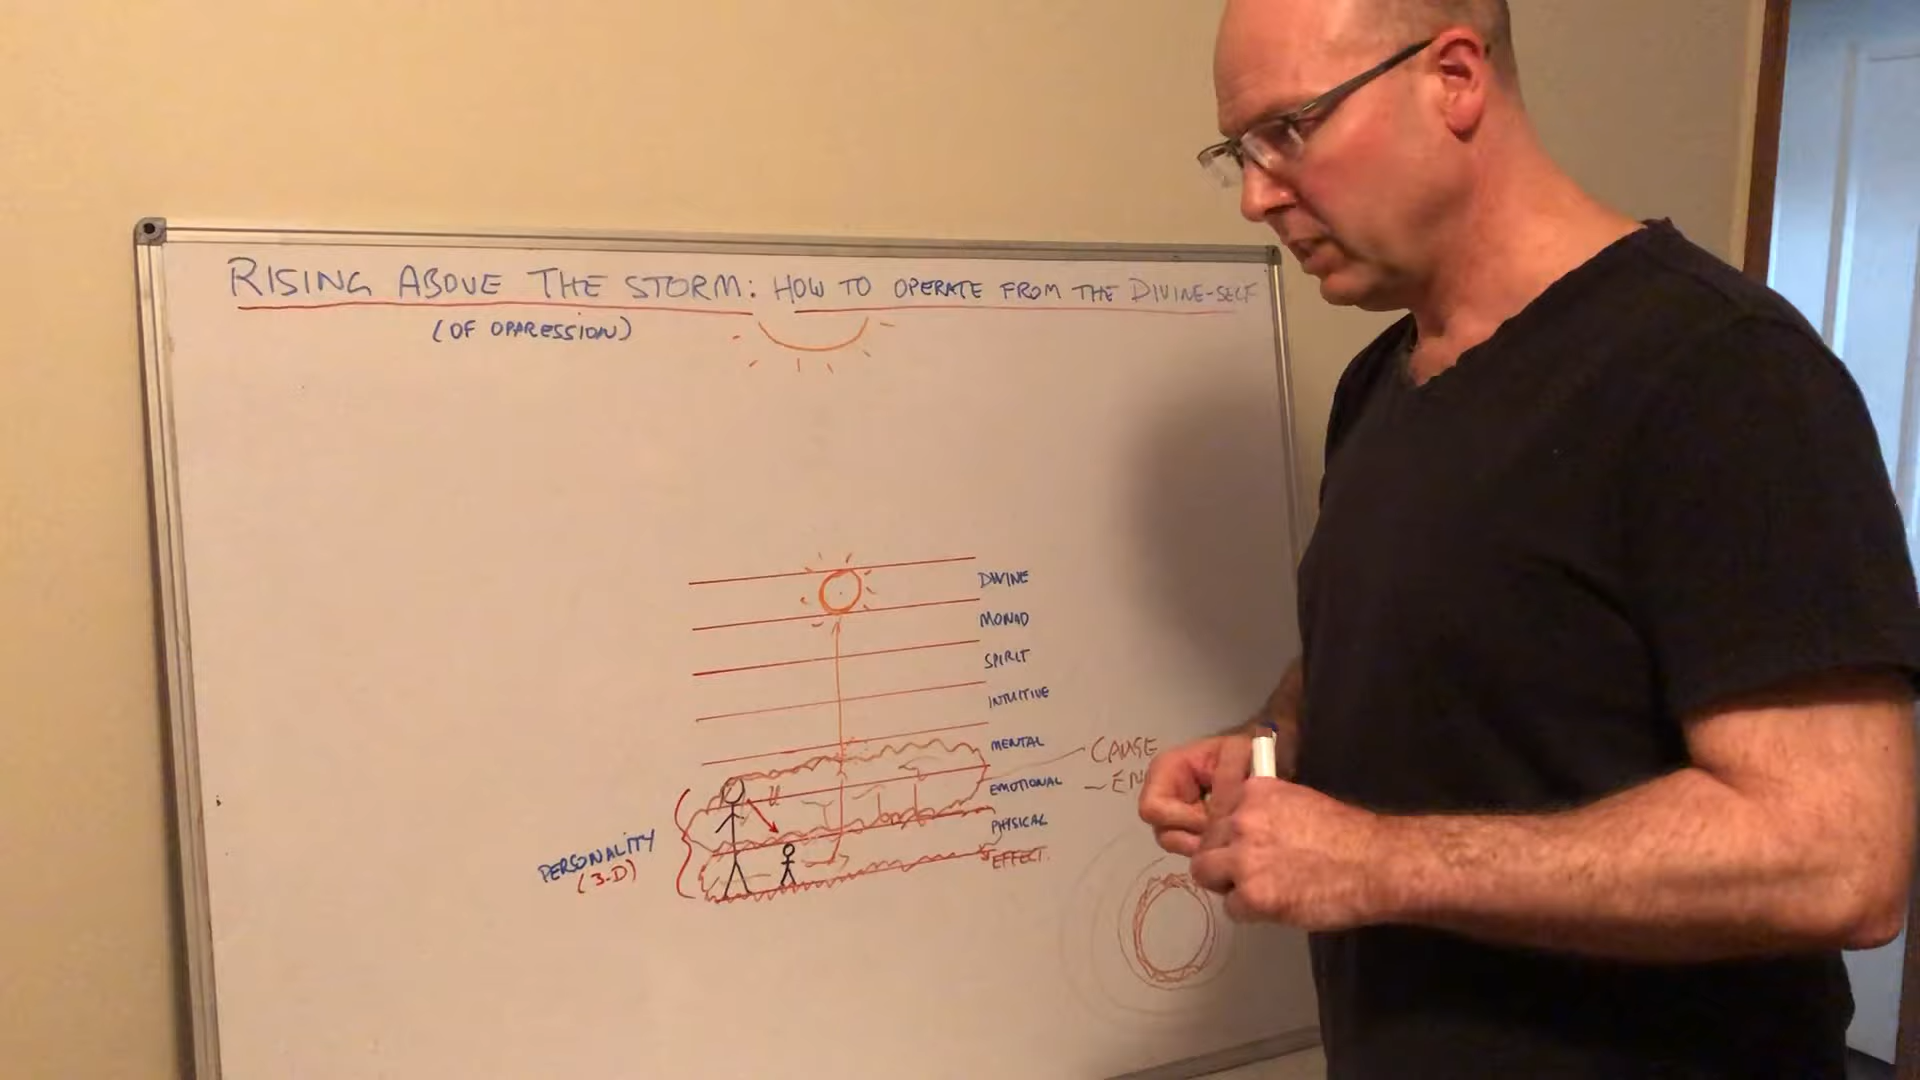 RISING ABOVE THE STORM: HOW TO OPERATE FROM THE DIVINE-SELF
(OF OPPRESSION)
DIVINE
MONAD
SPIRIT
INTUITIVE
MENTAL
CAUSE
EMOTIONAL
PHYSICAL
EFFECT.
PERSONALITY
(3-D)